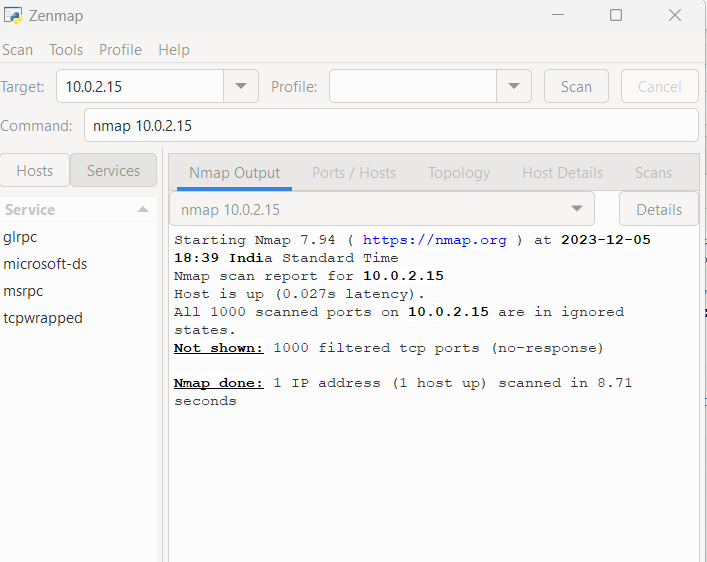 Zenmap
Scan Tools Profile Help
Target: 10.0.2.15 Profile: Scan Cancel
Command: nmap 10.0.2.15
Hosts Services Nmap Output Ports / Hosts Topology Host Details Scans
nmap 10.0.2.15 Details
Service
glrpc
microsoft-ds
msrpc
tcpwrapped
Starting Nmap 7.94 ( https://nmap.org ) at 2023-12-05
18:39 India Standard Time
Nmap scan report for 10.0.2.15
Host is up (0.027s latency).
All 1000 scanned ports on 10.0.2.15 are in ignored
states.
Not shown: 1000 filtered tcp ports (no-response)
Nmap done: 1 IP address (1 host up) scanned in 8.71
seconds